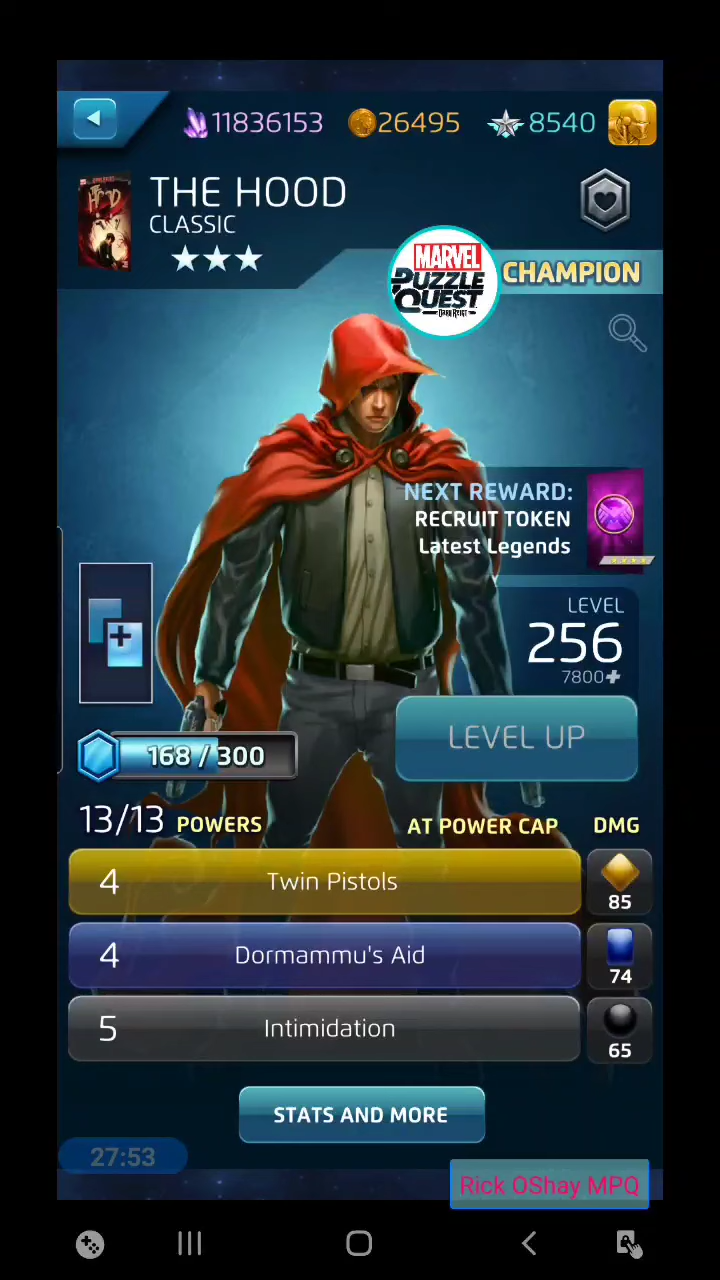 11836153 26495 8540
THE HOOD
CLASSIC
MARVEL
PUZZLE
QUEST
DARK REIGN
CHAMPION
NEXT REWARD:
RECRUIT TOKEN
Latest Legends
LEVEL
256
7800+
LEVEL UP
168 / 300
13/13 POWERS AT POWER CAP DMG
4 Twin Pistols 85
4 Dormammu's Aid 74
5 Intimidation 65
STATS AND MORE
27:53
Rick OShay MPQ